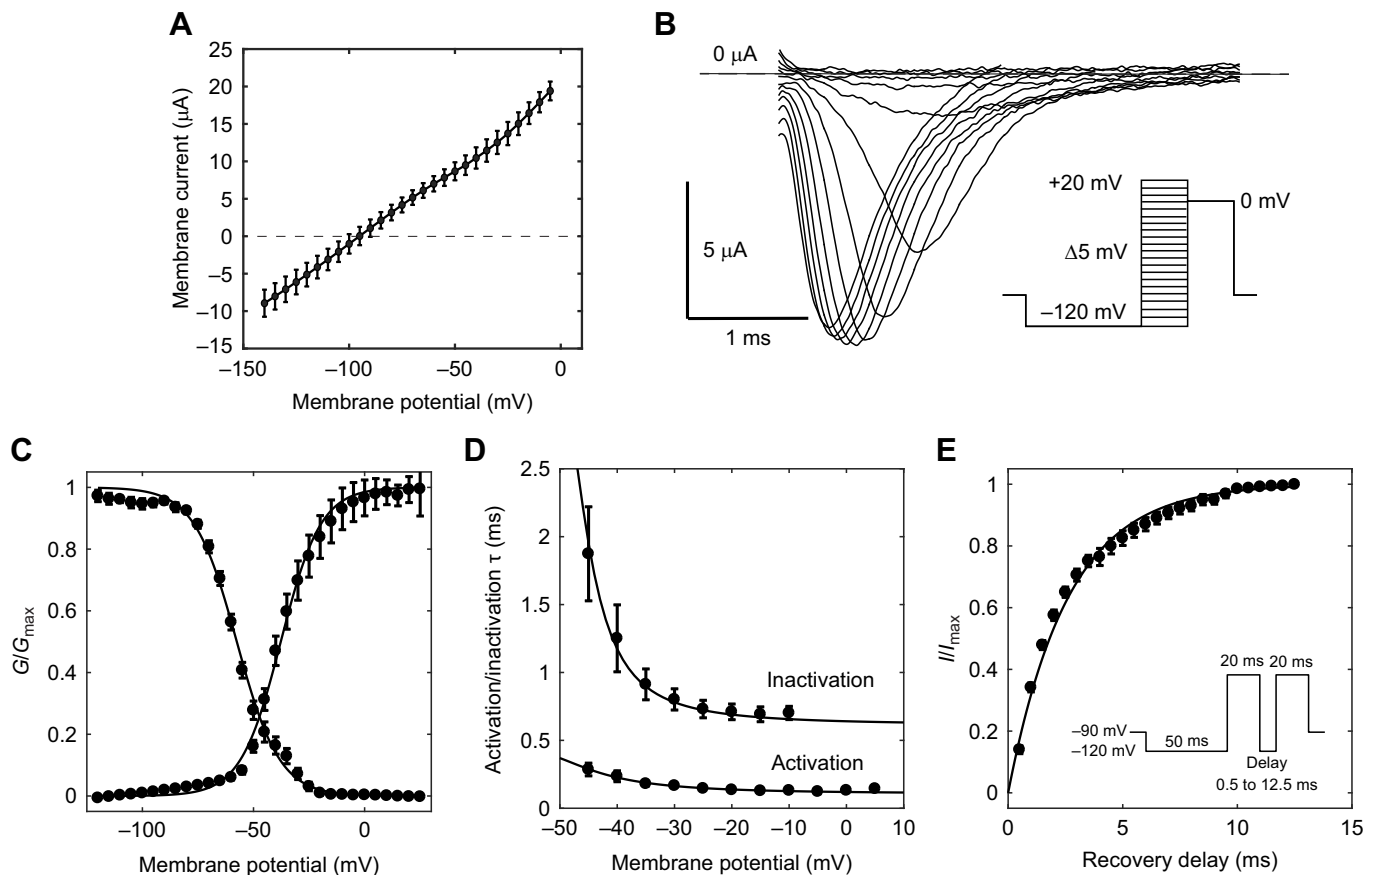 A
25
20
15
10
5
0
–5
–10
–15
–150
–100
–50
0
Membrane current (μA)
Membrane potential (mV)
B
0 μA
5 μA
1 ms
+20 mV
0 mV
Δ5 mV
–120 mV
C
1
0.8
0.6
0.4
0.2
0
–100
–50
0
G/Gmax
Membrane potential (mV)
D
2.5
2
1.5
1
0.5
0
–50
–40
–30
–20
–10
0
10
Activation/inactivation τ (ms)
Inactivation
Activation
Membrane potential (mV)
E
1
0.8
0.6
0.4
0.2
0
0
5
10
15
I/Imax
20 ms 20 ms
–90 mV
–120 mV
50 ms
Delay
0.5 to 12.5 ms
Recovery delay (ms)